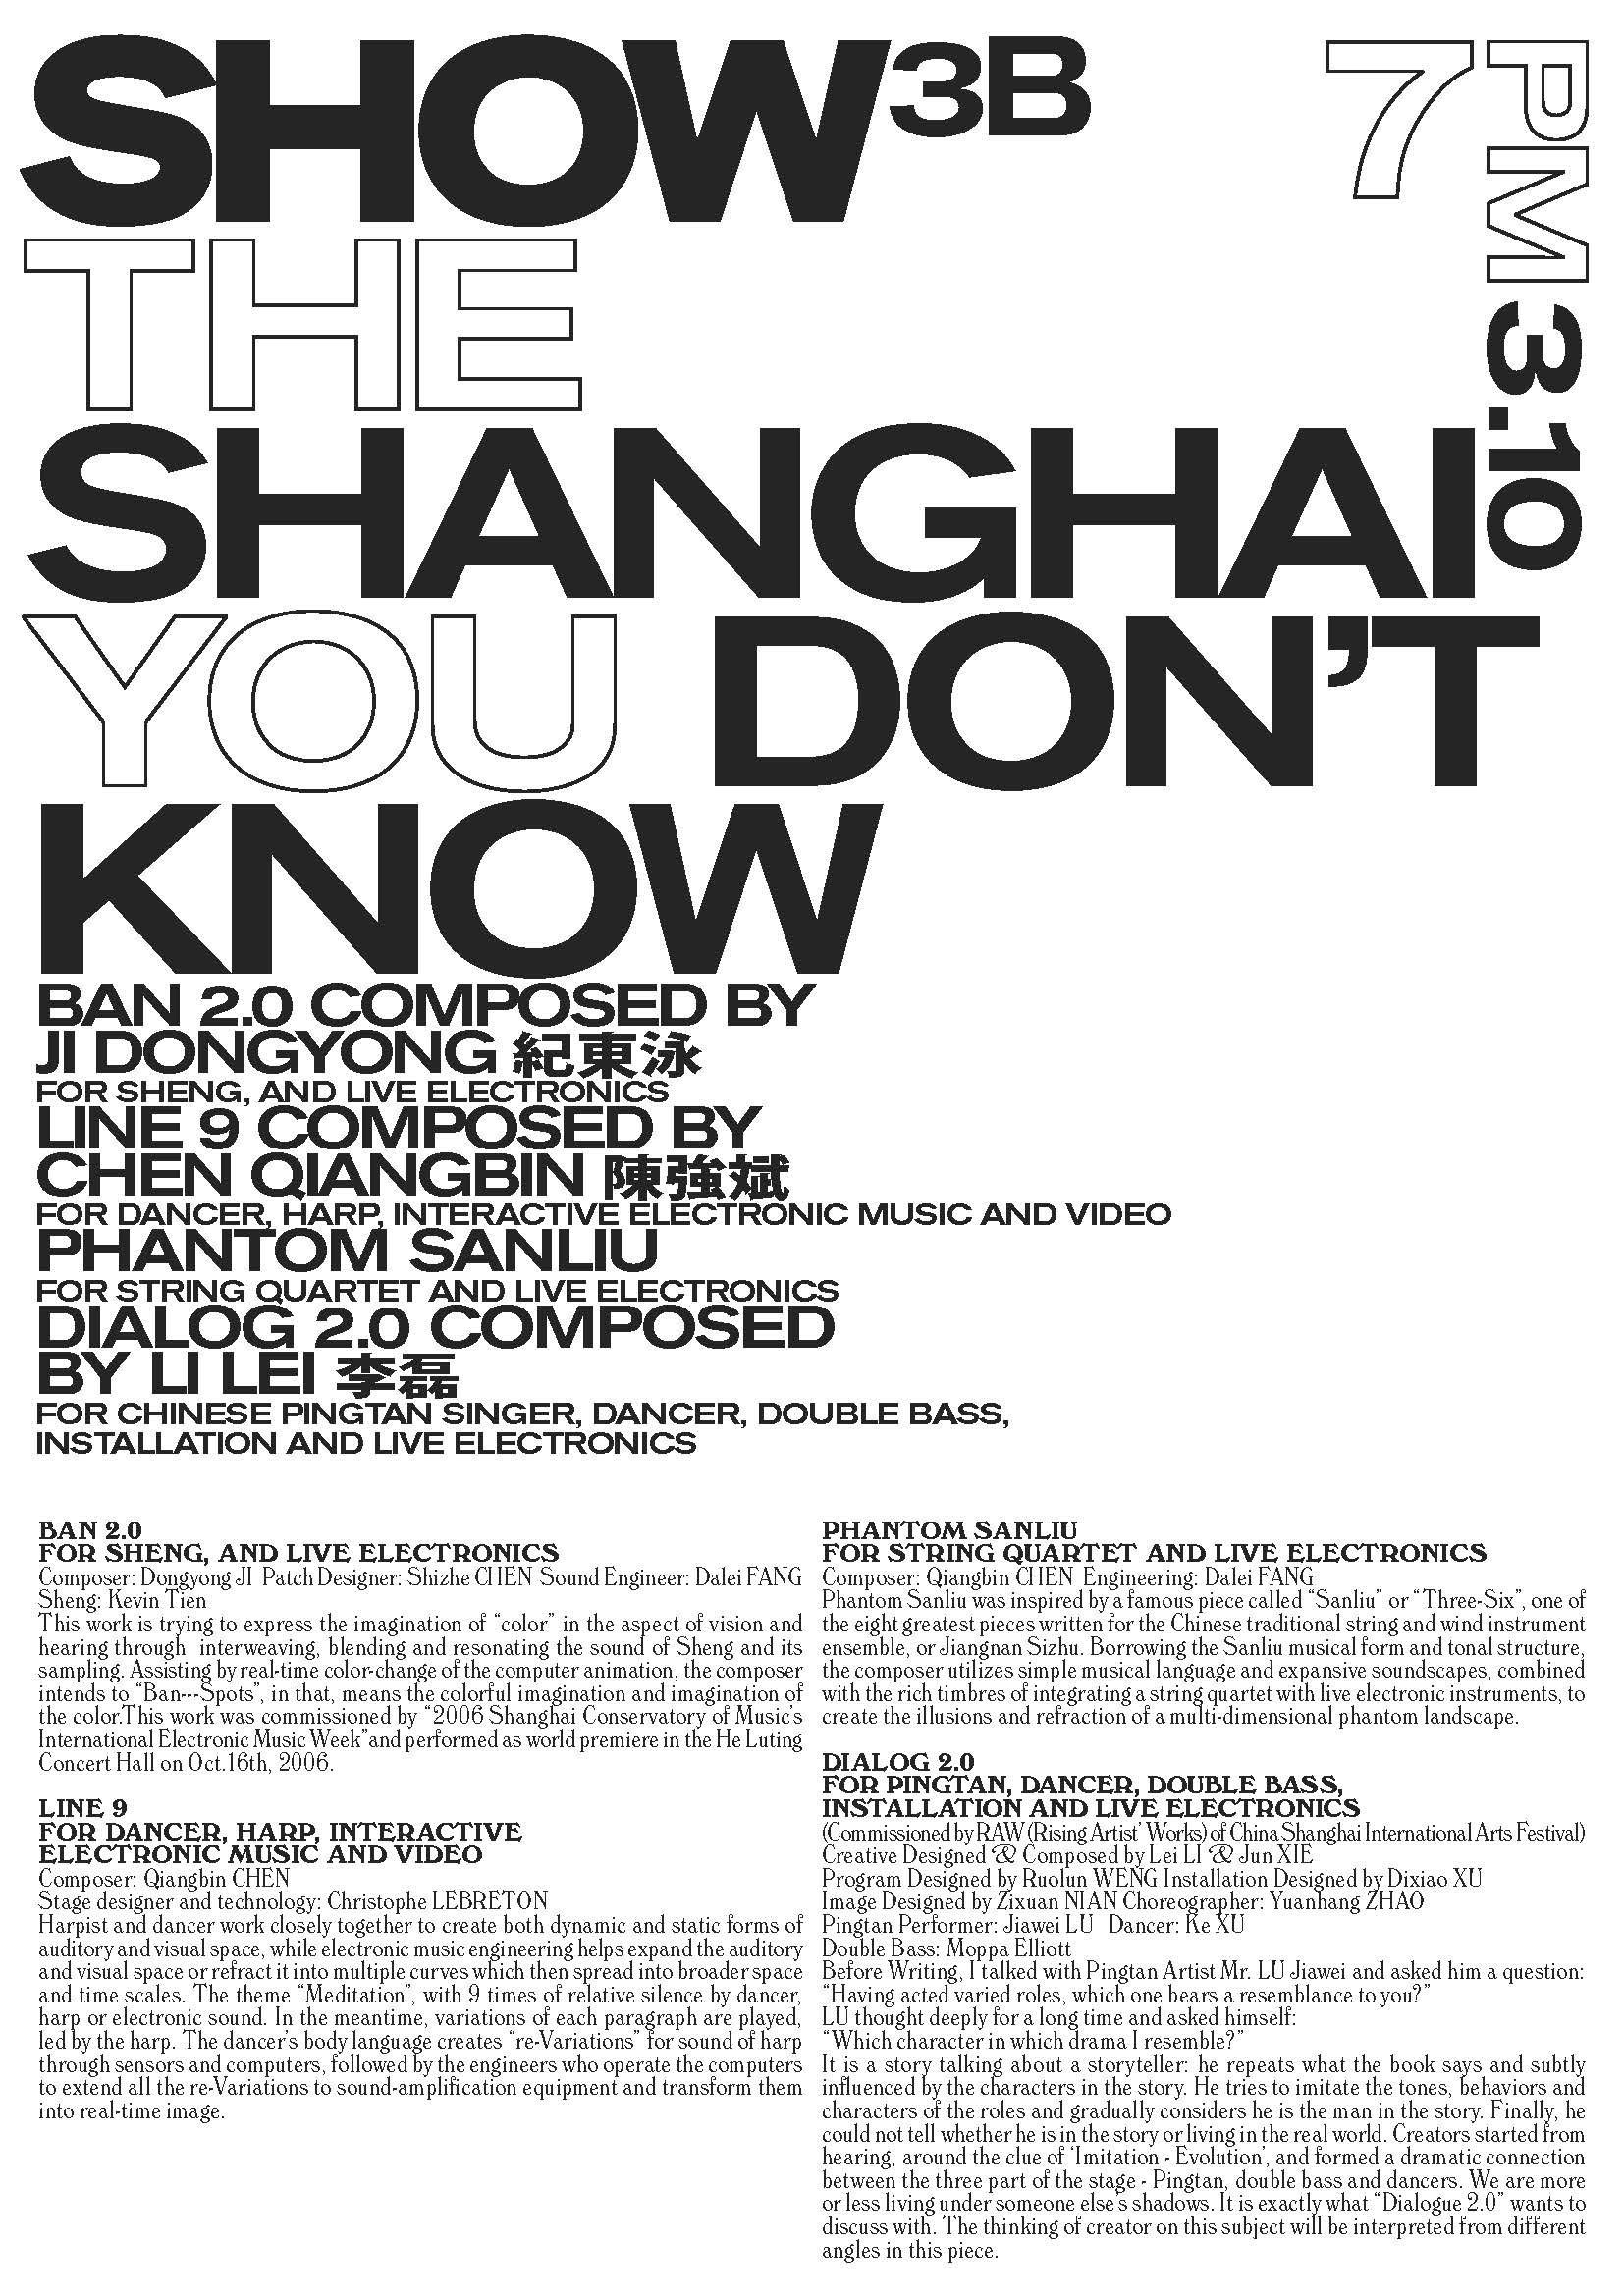 SHOW 3B
7
PM 3.10
THE
SHANGHAI
YOU DON'T
KNOW
BAN 2.0 COMPOSED BY
JI DONGYONG 紀東泳
FOR SHENG, AND LIVE ELECTRONICS
LINE 9 COMPOSED BY
CHEN QIANGBIN 陳強斌
FOR DANCER, HARP, INTERACTIVE ELECTRONIC MUSIC AND VIDEO
PHANTOM SANLIU
FOR STRING QUARTET AND LIVE ELECTRONICS
DIALOG 2.0 COMPOSED
BY LI LEI 李磊
FOR CHINESE PINGTAN SINGER, DANCER, DOUBLE BASS,
INSTALLATION AND LIVE ELECTRONICS
BAN 2.0
FOR SHENG, AND LIVE ELECTRONICS
Composer: Dongyong JI Patch Designer: Shizhe CHEN Sound Engineer: Dalei FANG
Sheng: Kevin Tien
This work is trying to express the imagination of "color" in the aspect of vision and
hearing through interweaving, blending and resonating the sound of Sheng and its
sampling. Assisting by real-time color-change of the computer animation, the composer
intends to "Ban---Spots", in that, means the colorful imagination and imagination of
the color.This work was commissioned by "2006 Shanghai Conservatory of Music's
International Electronic Music Week"and performed as world premiere in the He Luting
Concert Hall on Oct.16th, 2006.
LINE 9
FOR DANCER, HARP, INTERACTIVE
ELECTRONIC MUSIC AND VIDEO
Composer: Qiangbin CHEN
Stage designer and technology: Christophe LEBRETON
Harpist and dancer work closely together to create both dynamic and static forms of
auditory and visual space, while electronic music engineering helps expand the auditory
and visual space or refract it into multiple curves which then spread into broader space
and time scales. The theme "Meditation", with 9 times of relative silence by dancer,
harp or electronic sound. In the meantime, variations of each paragraph are played,
led by the harp. The dancer's body language creates "re-Variations" for sound of harp
through sensors and computers, followed by the engineers who operate the computers
to extend all the re-Variations to sound-amplification equipment and transform them
into real-time image.
PHANTOM SANLIU
FOR STRING QUARTET AND LIVE ELECTRONICS
Composer: Qiangbin CHEN Engineering: Dalei FANG
Phantom Sanliu was inspired by a famous piece called "Sanliu" or "Three-Six", one of
the eight greatest pieces written for the Chinese traditional string and wind instrument
ensemble, or Jiangnan Sizhu. Borrowing the Sanliu musical form and tonal structure,
the composer utilizes simple musical language and expansive soundscapes, combined
with the rich timbres of integrating a string quartet with live electronic instruments, to
create the illusions and refraction of a multi-dimensional phantom landscape.
DIALOG 2.0
FOR PINGTAN, DANCER, DOUBLE BASS,
INSTALLATION AND LIVE ELECTRONICS
(Commissioned by RAW (Rising Artist' Works) of China Shanghai International Arts Festival)
Creative Designed & Composed by Lei LI & Jun XIE
Program Designed by Ruolun WENG Installation Designed by Dixiao XU
Image Designed by Zixuan NIAN Choreographer: Yuanhang ZHAO
Pingtan Performer: Jiawei LU Dancer: Ke XU
Double Bass: Moppa Elliott
Before Writing, I talked with Pingtan Artist Mr. LU Jiawei and asked him a question:
"Having acted varied roles, which one bears a resemblance to you?"
LU thought deeply for a long time and asked himself:
"Which character in which drama I resemble?"
It is a story talking about a storyteller: he repeats what the book says and subtly
influenced by the characters in the story. He tries to imitate the tones, behaviors and
characters of the roles and gradually considers he is the man in the story. Finally, he
could not tell whether he is in the story or living in the real world. Creators started from
hearing, around the clue of 'Imitation - Evolution', and formed a dramatic connection
between the three part of the stage - Pingtan, double bass and dancers. We are more
or less living under someone else's shadows. It is exactly what "Dialogue 2.0" wants to
discuss with. The thinking of creator on this subject will be interpreted from different
angles in this piece.